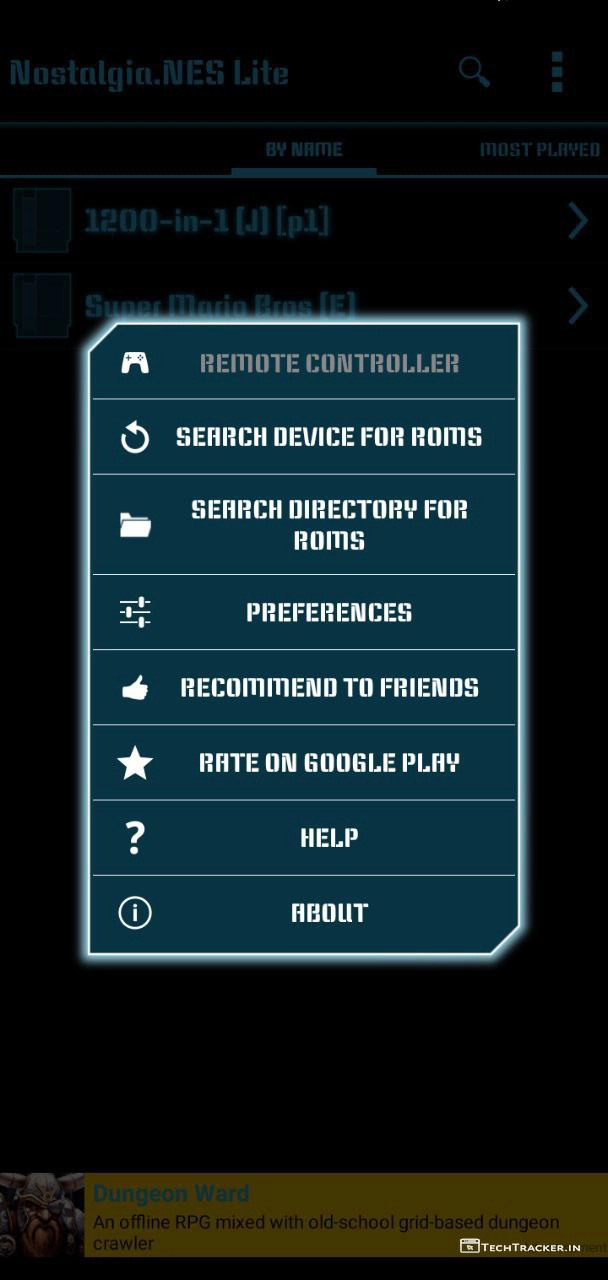 Nostalgia.NES Lite
BY NAME
MOST PLAYED
1200-in-1 (J) [p1]
Super Mario Bros (E)
REMOTE CONTROLLER
SEARCH DEVICE FOR ROMS
SEARCH DIRECTORY FOR
ROMS
PREFERENCES
RECOMMEND TO FRIENDS
RATE ON GOOGLE PLAY
HELP
ABOUT
Dungeon Ward
An offline RPG mixed with old-school grid-based dungeon
crawler
TECHTRACKER.IN